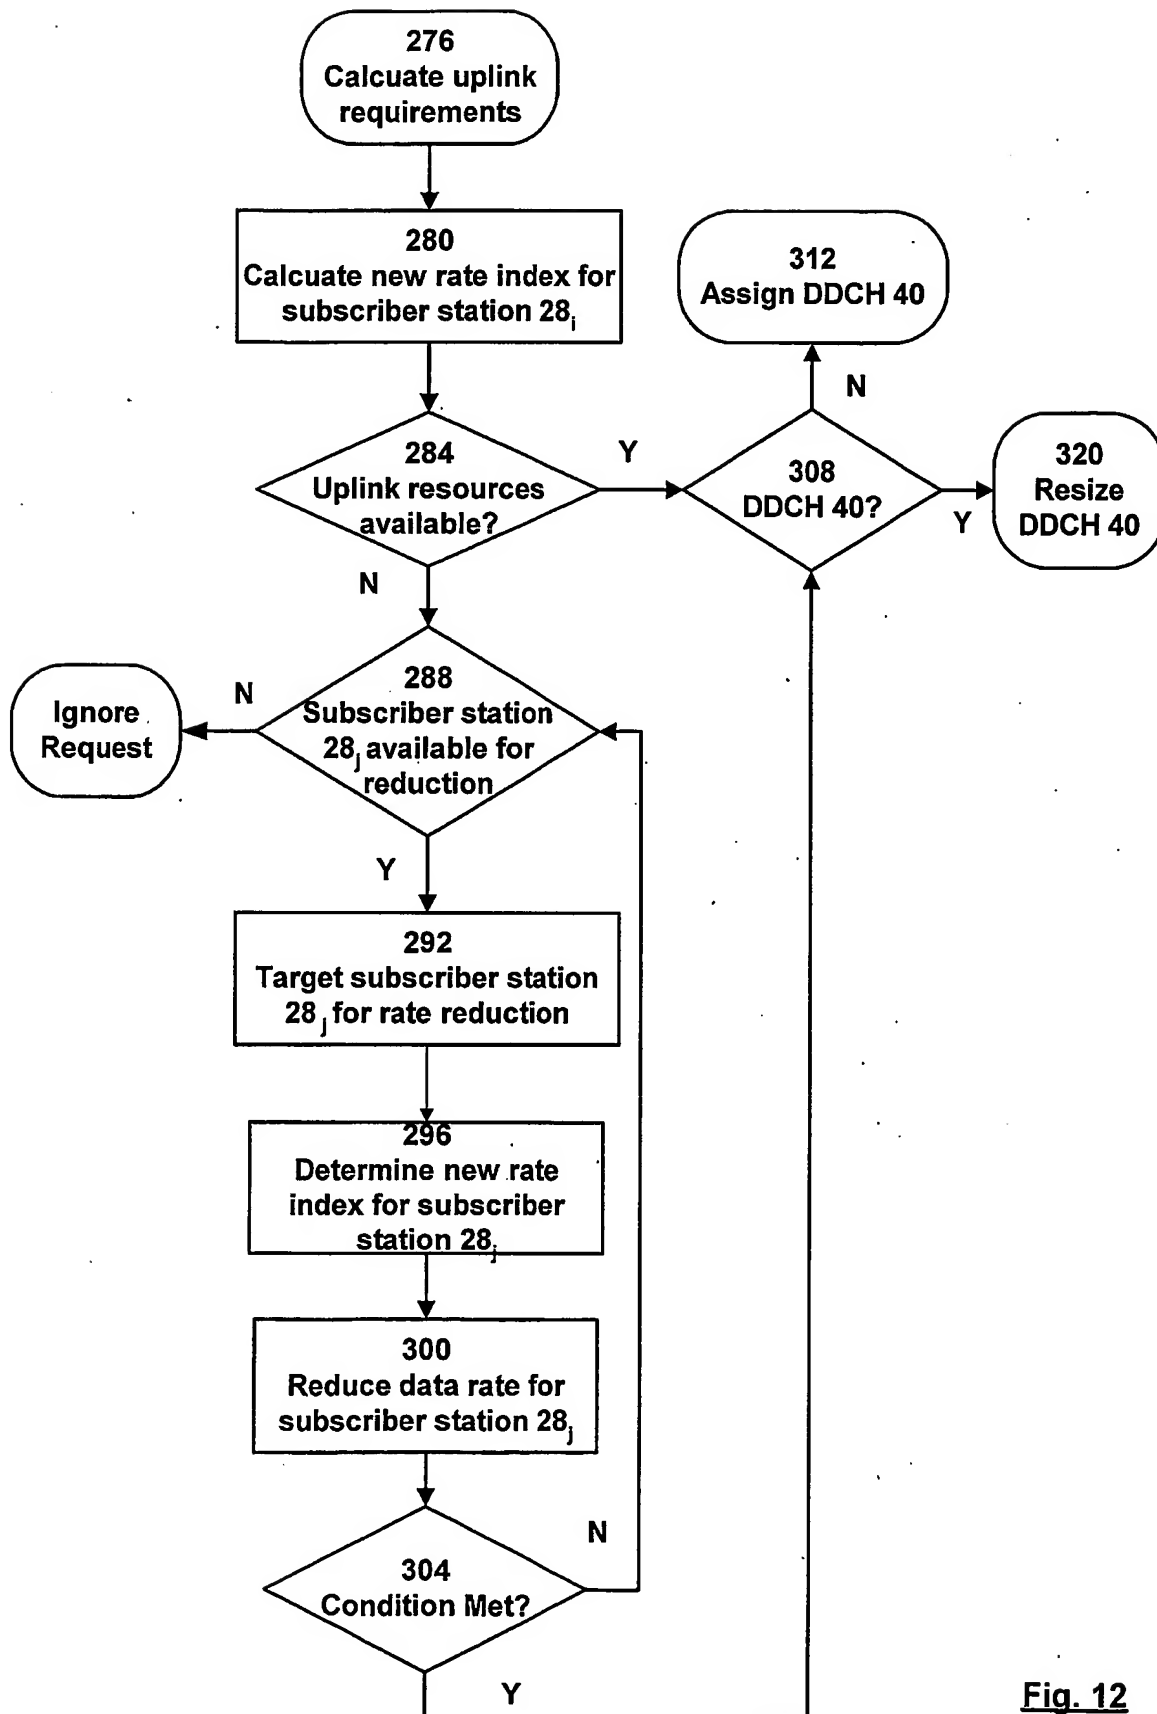 276
Calcuate uplink
requirements
280
Calcuate new rate index for
subscriber station 28i
312
Assign DDCH 40
N
284
Uplink resources
available?
Y
308
DDCH 40?
Y
320
Resize
DDCH 40
N
288
Subscriber station
28j available for
reduction
N
Ignore
Request
Y
292
Target subscriber station
28j for rate reduction
296
Determine new rate
index for subscriber
station 28j
300
Reduce data rate for
subscriber station 28j
N
304
Condition Met?
Y
Fig. 12